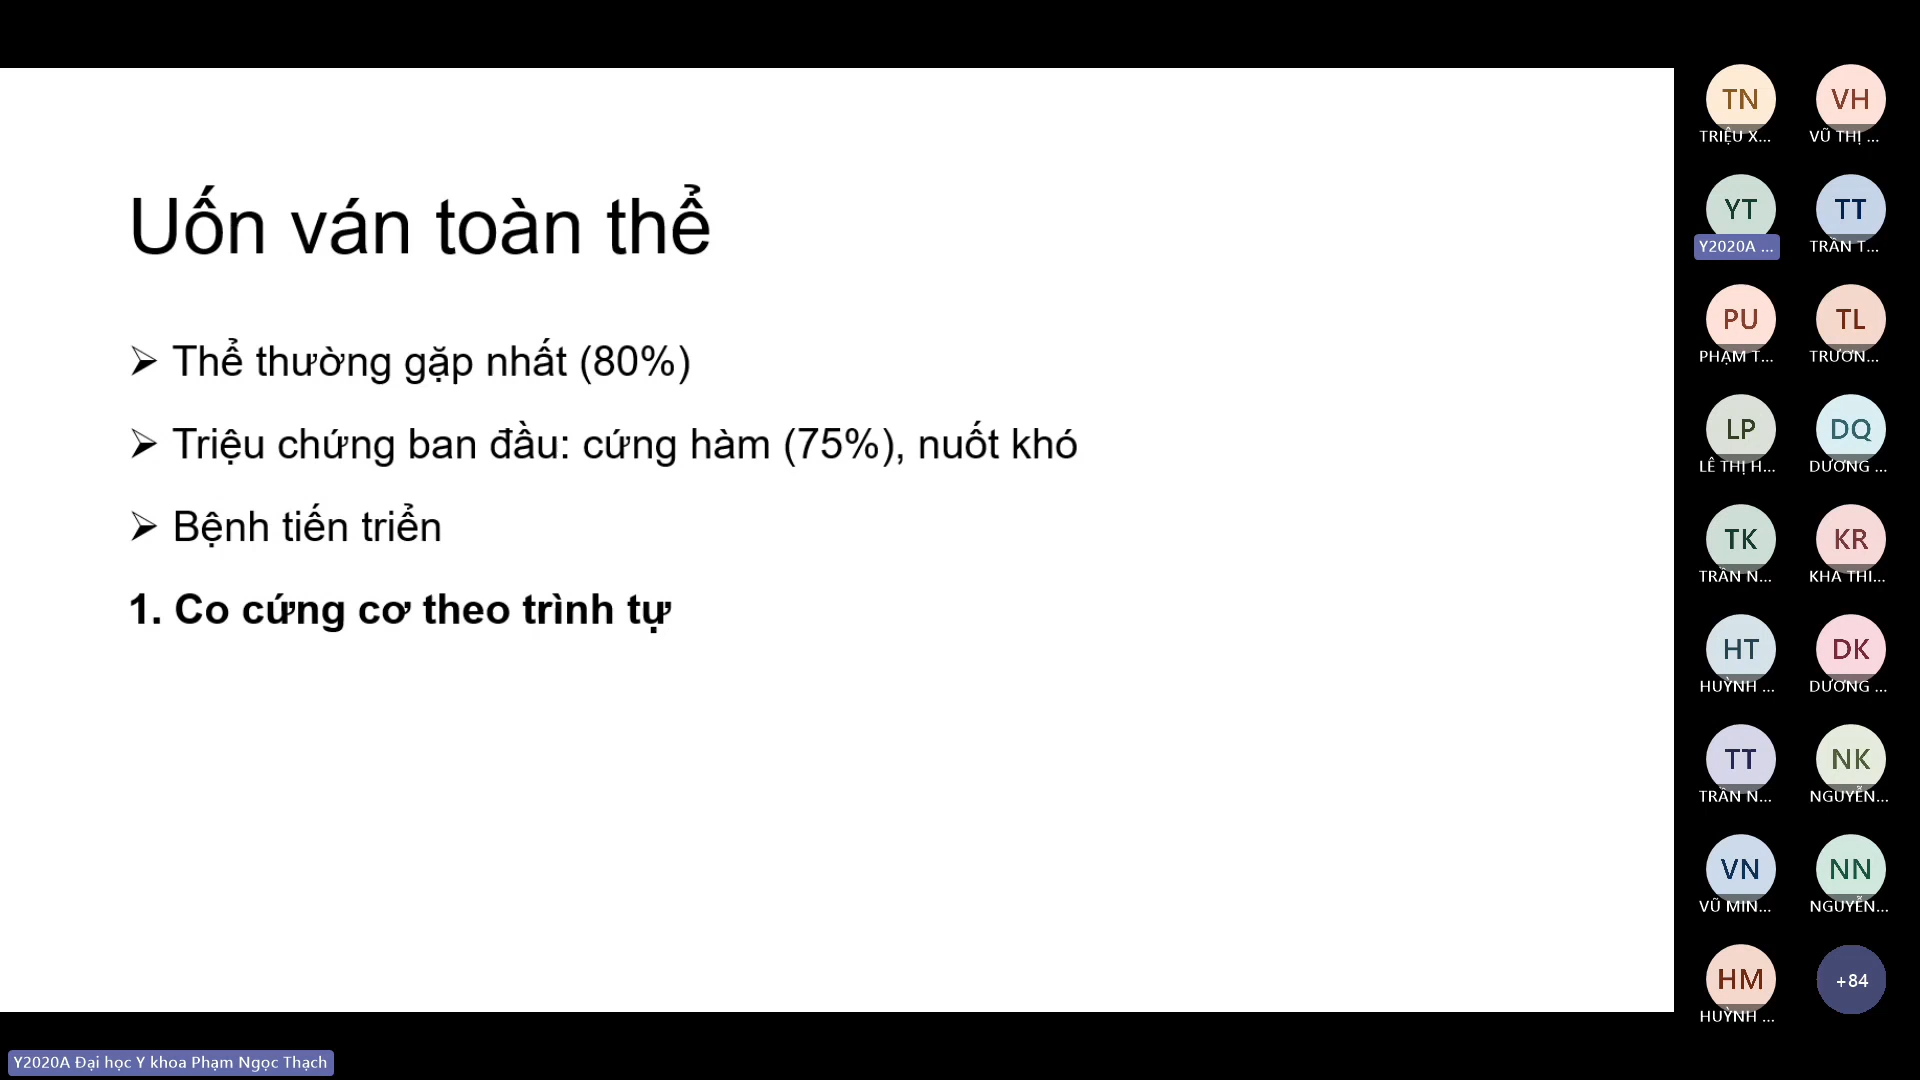 Uốn ván toàn thể
➢ Thể thường gặp nhất (80%)
➢ Triệu chứng ban đầu: cứng hàm (75%), nuốt khó
➢ Bệnh tiến triển
1. Co cứng cơ theo trình tự
TN
TRIỆU X...
VH
VŨ THỊ ...
YT
Y2020A ...
TT
TRẦN T...
PU
PHẠM T...
TL
TRƯƠN...
LP
LÊ THỊ H...
DQ
DƯƠNG ...
TK
TRẦN N...
KR
KHA THI...
HT
HUỲNH ...
DK
DƯƠNG ...
TT
TRẦN N...
NK
NGUYỄN...
VN
VŨ MIN...
NN
NGUYỄN...
HM
HUỲNH ...
+84
Y2020A Đại học Y khoa Phạm Ngọc Thạch